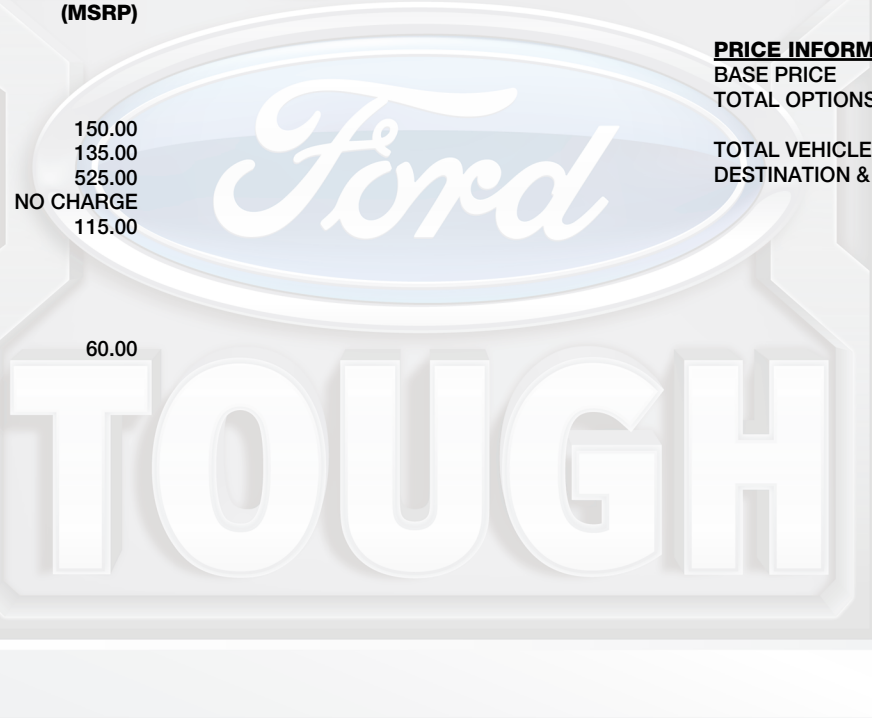 (MSRP)
150.00
135.00
525.00
NO CHARGE
115.00
60.00
PRICE
BASE PRICE
TOTAL OPTIONS
TOTAL VEHICLE
DESTINATION &
Ford
TOUGH